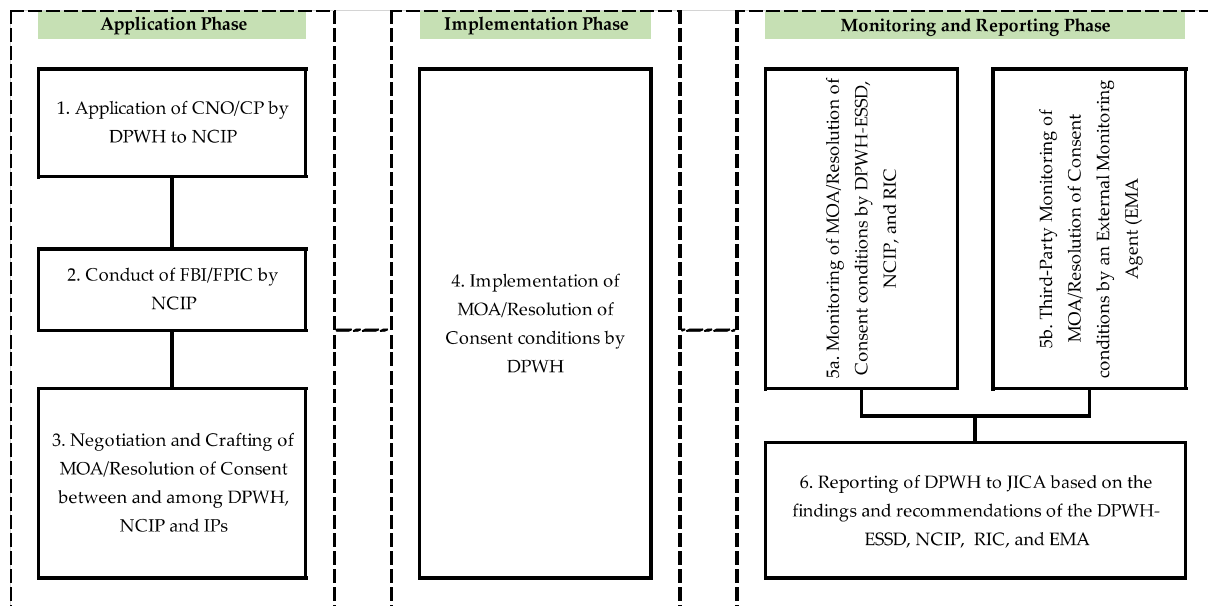 Application Phase
1. Application of CNO/CP by
DPWH to NCIP
2. Conduct of FBI/FPIC by
NCIP
3. Negotiation and Crafting of
MOA/Resolution of Consent
between and among DPWH,
NCIP and IPs
Implementation Phase
4. Implementation of
MOA/Resolution of
Consent conditions by
DPWH
Monitoring and Reporting Phase
5a. Monitoring of MOA/Resolution of
Consent conditions by DPWH-ESSD,
NCIP, and RIC
5b. Third-Party Monitoring of
MOA/Resolution of Consent
conditions by an External Monitoring
Agent (EMA
6. Reporting of DPWH to JICA based on the
findings and recommendations of the DPWH-
ESSD, NCIP, RIC, and EMA